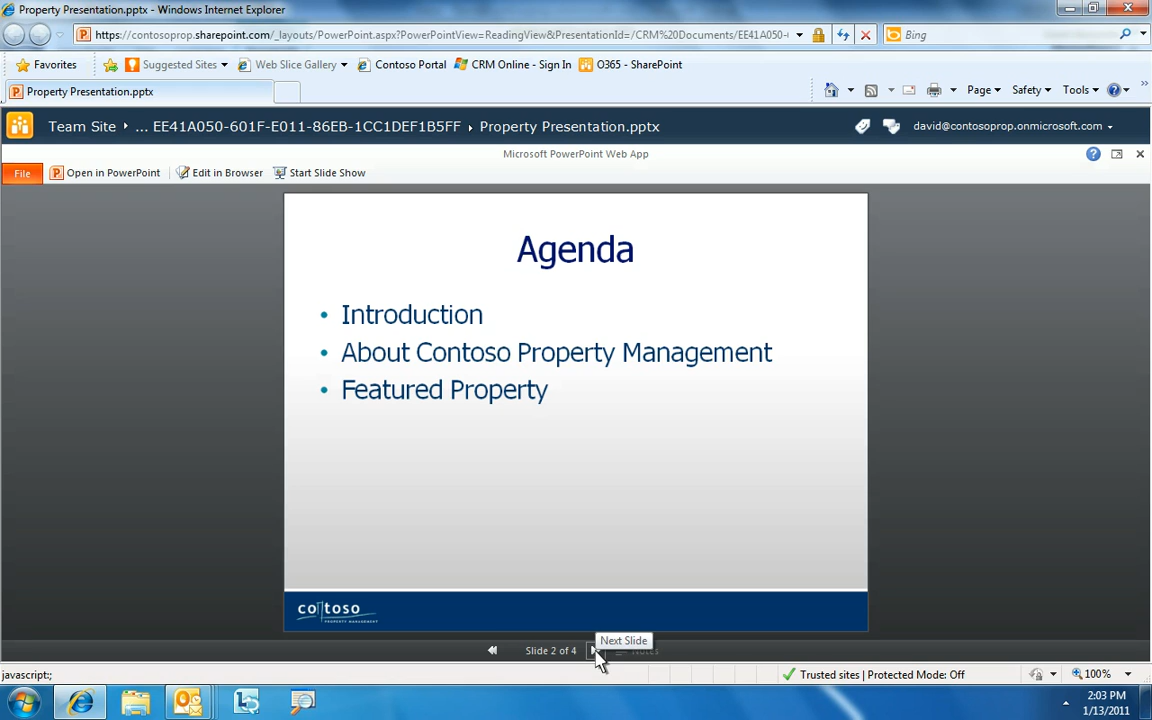 Property Presentation.pptx - Windows Internet Explorer
https://contosoprop.sharepoint.com/_layouts/PowerPoint.aspx?PowerPointView=ReadingView&PresentationId=/CRM%20Documents/EE41A050-
Bing
Favorites
Suggested Sites
Web Slice Gallery
Contoso Portal
CRM Online - Sign In
O365 - SharePoint
Property Presentation.pptx
Page
Safety
Tools
Team Site
... EE41A050-601F-E011-86EB-1CC1DEF1B5FF
Property Presentation.pptx
david@contosoprop.onmicrosoft.com
Microsoft PowerPoint Web App
File
Open in PowerPoint
Edit in Browser
Start Slide Show
Agenda
• Introduction
• About Contoso Property Management
• Featured Property
contoso
PROPERTY MANAGEMENT
Next Slide
Slide 2 of 4
Notes
javascript:;
Trusted sites | Protected Mode: Off
100%
2:03 PM
1/13/2011